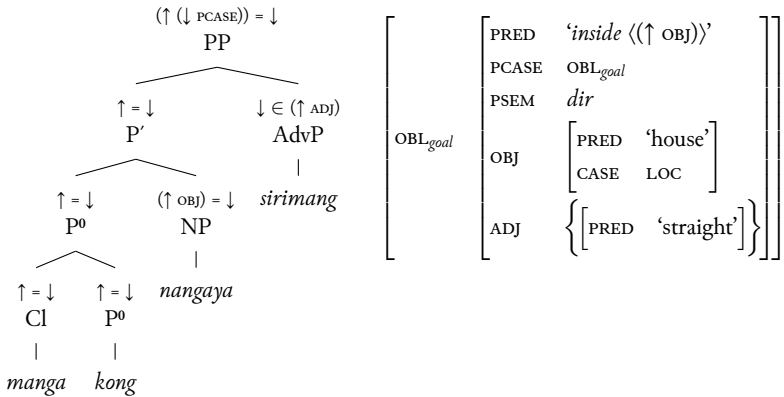 (↑ (↓ PCASE)) = ↓
PP
↑ = ↓ ↓ ∈ (↑ ADJ)
P′ AdvP
↑ = ↓ (↑ OBJ) = ↓ sirimang
P⁰ NP
↑ = ↓ ↑ = ↓ nangaya
Cl P⁰
manga kong
PRED ‘inside ⟨(↑ OBJ)⟩’
PCASE OBLgoal
PSEM dir
OBLgoal
OBJ
PRED ‘house’
CASE LOC
ADJ {[PRED ‘straight’]}